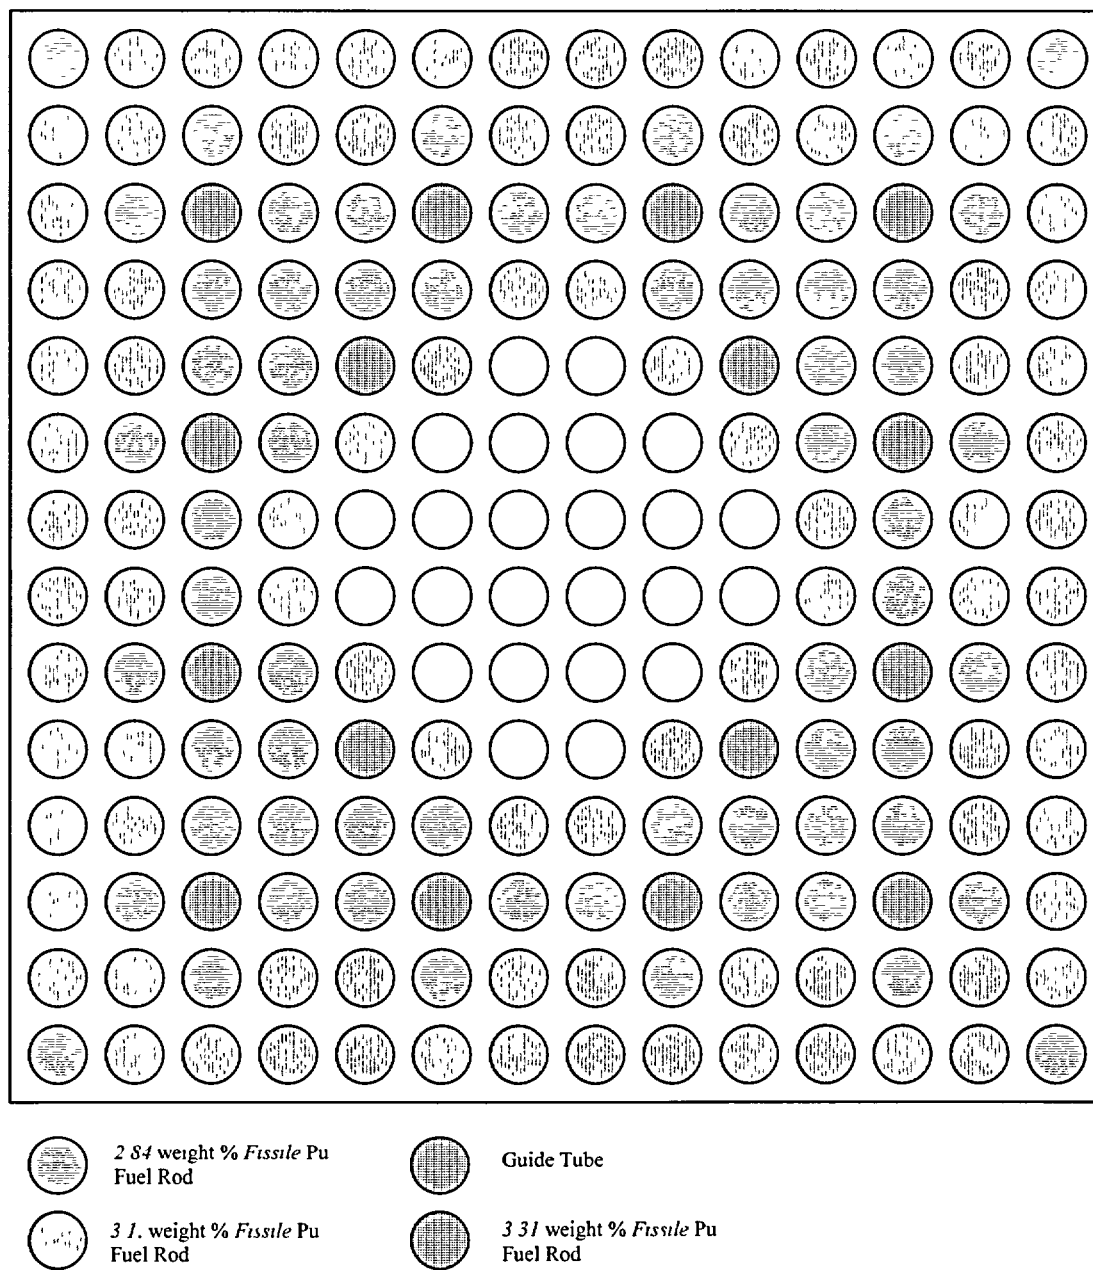 2 84 weight % Fissile Pu
Fuel Rod
Guide Tube
3 1. weight % Fissile Pu
Fuel Rod
3 31 weight % Fissile Pu
Fuel Rod